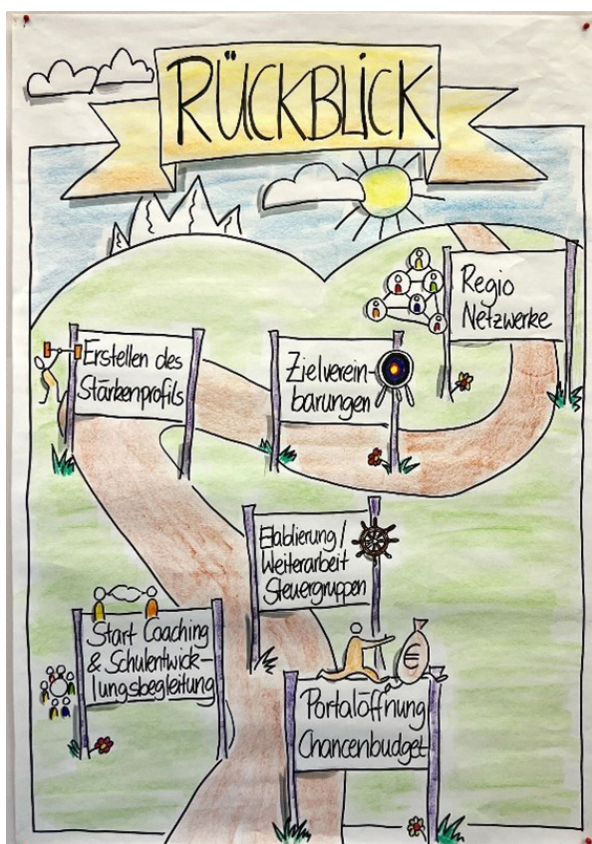 RÜCKBLICK
Regio
Netzwerke
Erstellen des
Stärkenprofils
Zielverein-
barungen
Etablierung/
Weiterarbeit
Steuergruppen
Start Coaching
& Schulentwick-
lungsbegleitung
€
Portalöffnung
Chancenbudget